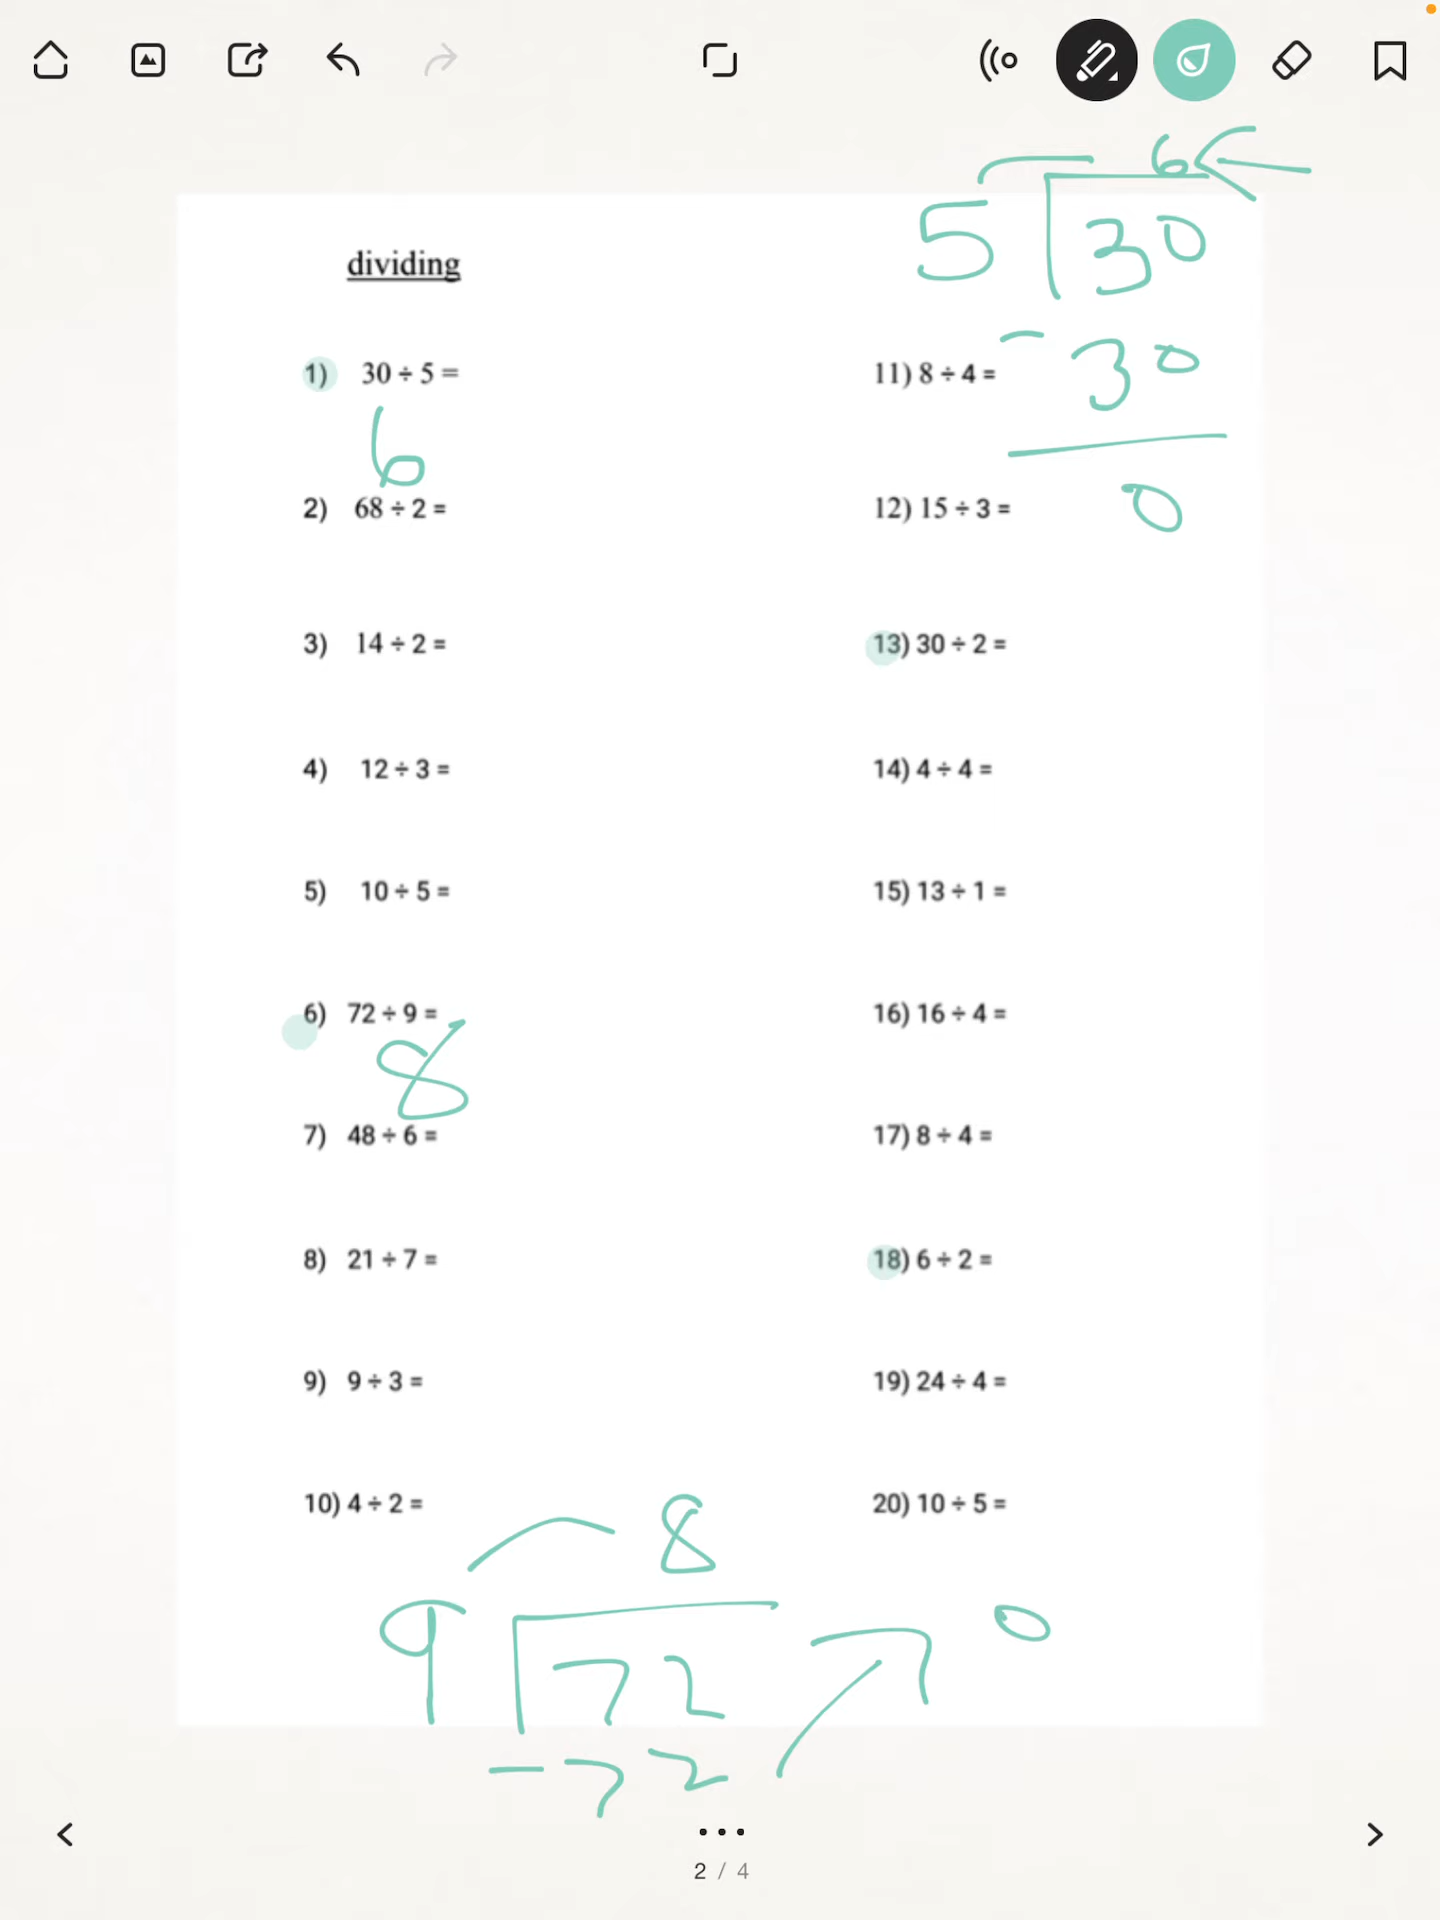 6
5 30
dividing
- 30
0
1) 30 ÷ 5 =
6
2) 68 ÷ 2 =
3) 14 ÷ 2 =
4) 12 ÷ 3 =
5) 10 ÷ 5 =
6) 72 ÷ 9 =
8
7) 48 ÷ 6 =
8) 21 ÷ 7 =
9) 9 ÷ 3 =
10) 4 ÷ 2 =
11) 8 ÷ 4 =
12) 15 ÷ 3 =
13) 30 ÷ 2 =
14) 4 ÷ 4 =
15) 13 ÷ 1 =
16) 16 ÷ 4 =
17) 8 ÷ 4 =
18) 6 ÷ 2 =
19) 24 ÷ 4 =
20) 10 ÷ 5 =
8
9 72 0
- 72
2 / 4